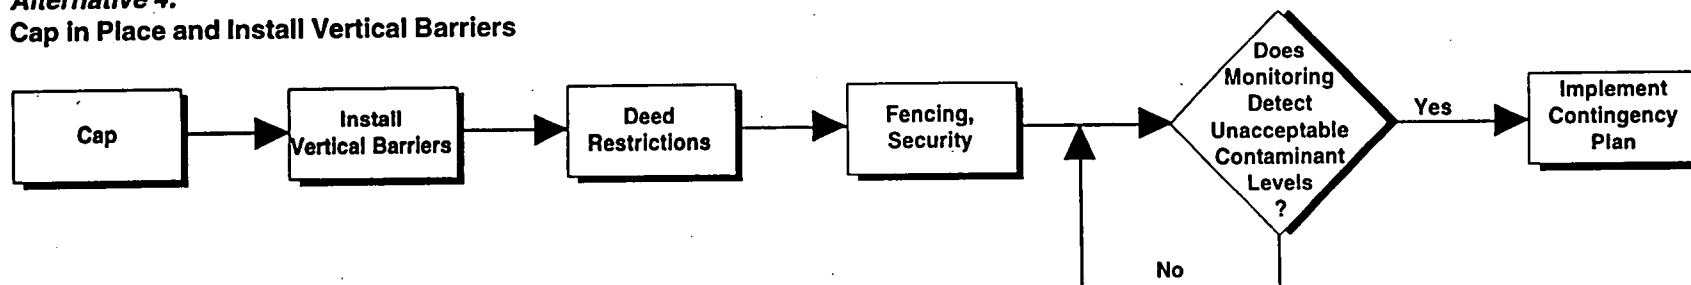 Alternative 4:
Cap in Place and Install Vertical Barriers
Cap
Install
Vertical Barriers
Deed
Restrictions
Fencing,
Security
Does
Monitoring
Detect
Unacceptable
Contaminant
Levels
?
Yes
Implement
Contingency
Plan
No